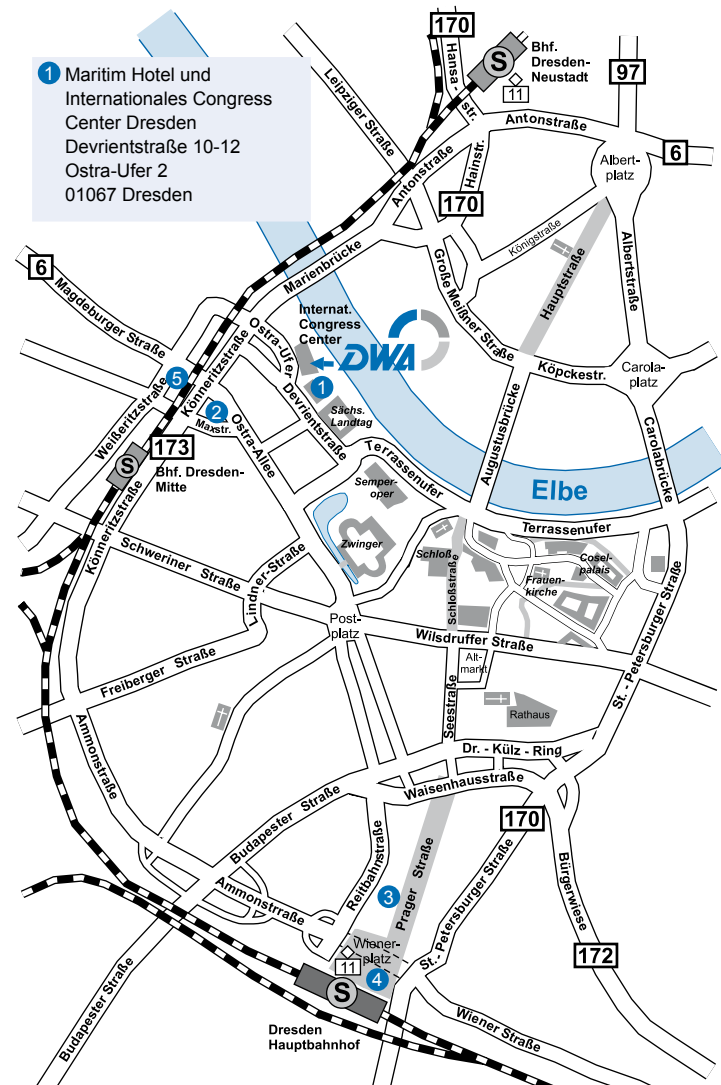 1 Maritim Hotel und
Internationales Congress
Center Dresden
Devrientstraße 10-12
Ostra-Ufer 2
01067 Dresden
170
Hansa-
str.
S
Bhf.
Dresden-
Neustadt
11
97
Leipziger Straße
Antonstraße
6
Antonstraße
Hainstr.
Albert-
platz
170
Königstraße
Albertstraße
Hauptstraße
Große Meißner Straße
6
Magdeburger Straße
Marienbrücke
Internat.
Congress
Center
DWA
1
Ostra-Ufer
Köpckestr.
Carola-
platz
5
Könneritzstraße
Weißeritzstraße
2
Maxstr.
Ostra-Allee
Devrientstraße
Sächs.
Landtag
Augustusbrücke
Carolabrücke
173
S
Bhf. Dresden-
Mitte
Terrassenufer
Elbe
Semper-
oper
Terrassenufer
Könneritzstraße
Zwinger
Schloß
Schloßstraße
Cosel-
palais
Frauen-
kirche
Schweriner Straße
Lindner-Straße
St. - Petersburger Straße
Post-
platz
Wilsdruffer Straße
Alt-
markt
Freiberger Straße
Seestraße
Rathaus
Ammonstraße
Dr. - Külz - Ring
Waisenhausstraße
Budapester Straße
170
Reitbahnstraße
Prager Straße
3
St.- Petersburger Straße
Bürgerwiese
Ammonstrraße
Wiener-
platz
11
4
172
S
Dresden
Hauptbahnhof
Budapester Straße
Wiener Straße